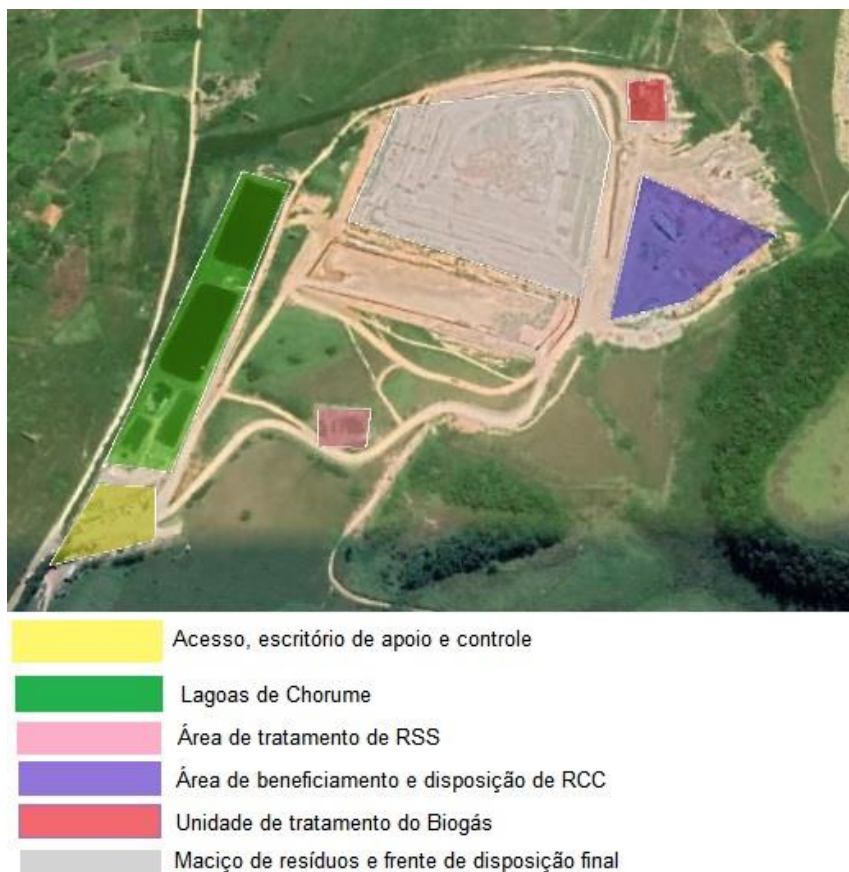 Acesso, escritório de apoio e controle
Lagoas de Chorume
Área de tratamento de RSS
Área de beneficiamento e disposição de RCC
Unidade de tratamento do Biogás
Maciço de resíduos e frente de disposição final